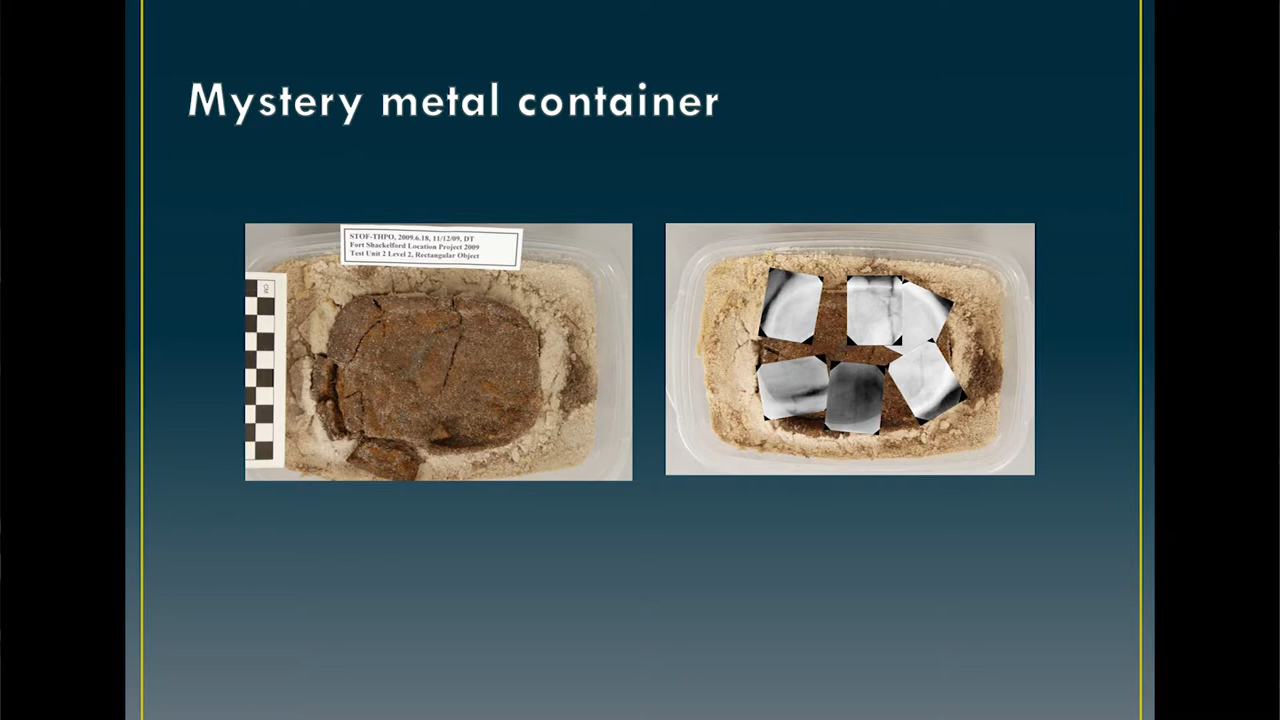 Mystery metal container
STOF-THPO, 2009.6.18, 11/12/09, DT
Fort Shackelford Location Project 2009
Test Unit 2 Level 2, Rectangular Object
CM